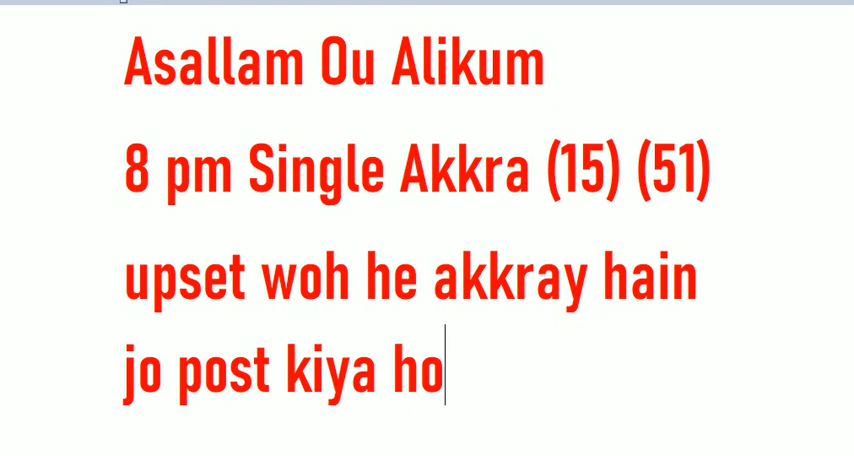 Asallam Ou Alikum
8 pm Single Akkra (15) (51)
upset woh he akkray hain
jo post kiya ho